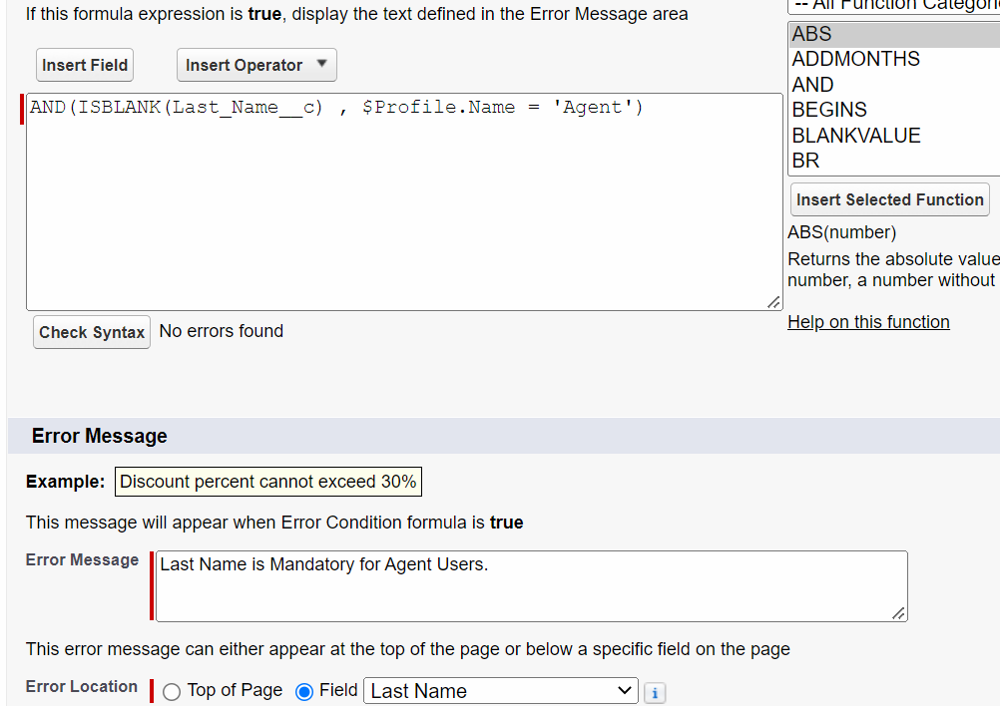 If this formula expression is true, display the text defined in the Error Message area
-- All Function Categori
Insert Field
Insert Operator
ABS
ADDMONTHS
AND
BEGINS
BLANKVALUE
BR
AND(ISBLANK(Last_Name__c) , $Profile.Name = 'Agent')
Insert Selected Function
ABS(number)
Returns the absolute value
number, a number without
Help on this function
Check Syntax No errors found
Error Message
Example: Discount percent cannot exceed 30%
This message will appear when Error Condition formula is true
Error Message Last Name is Mandatory for Agent Users.
This error message can either appear at the top of the page or below a specific field on the page
Error Location Top of Page Field Last Name i